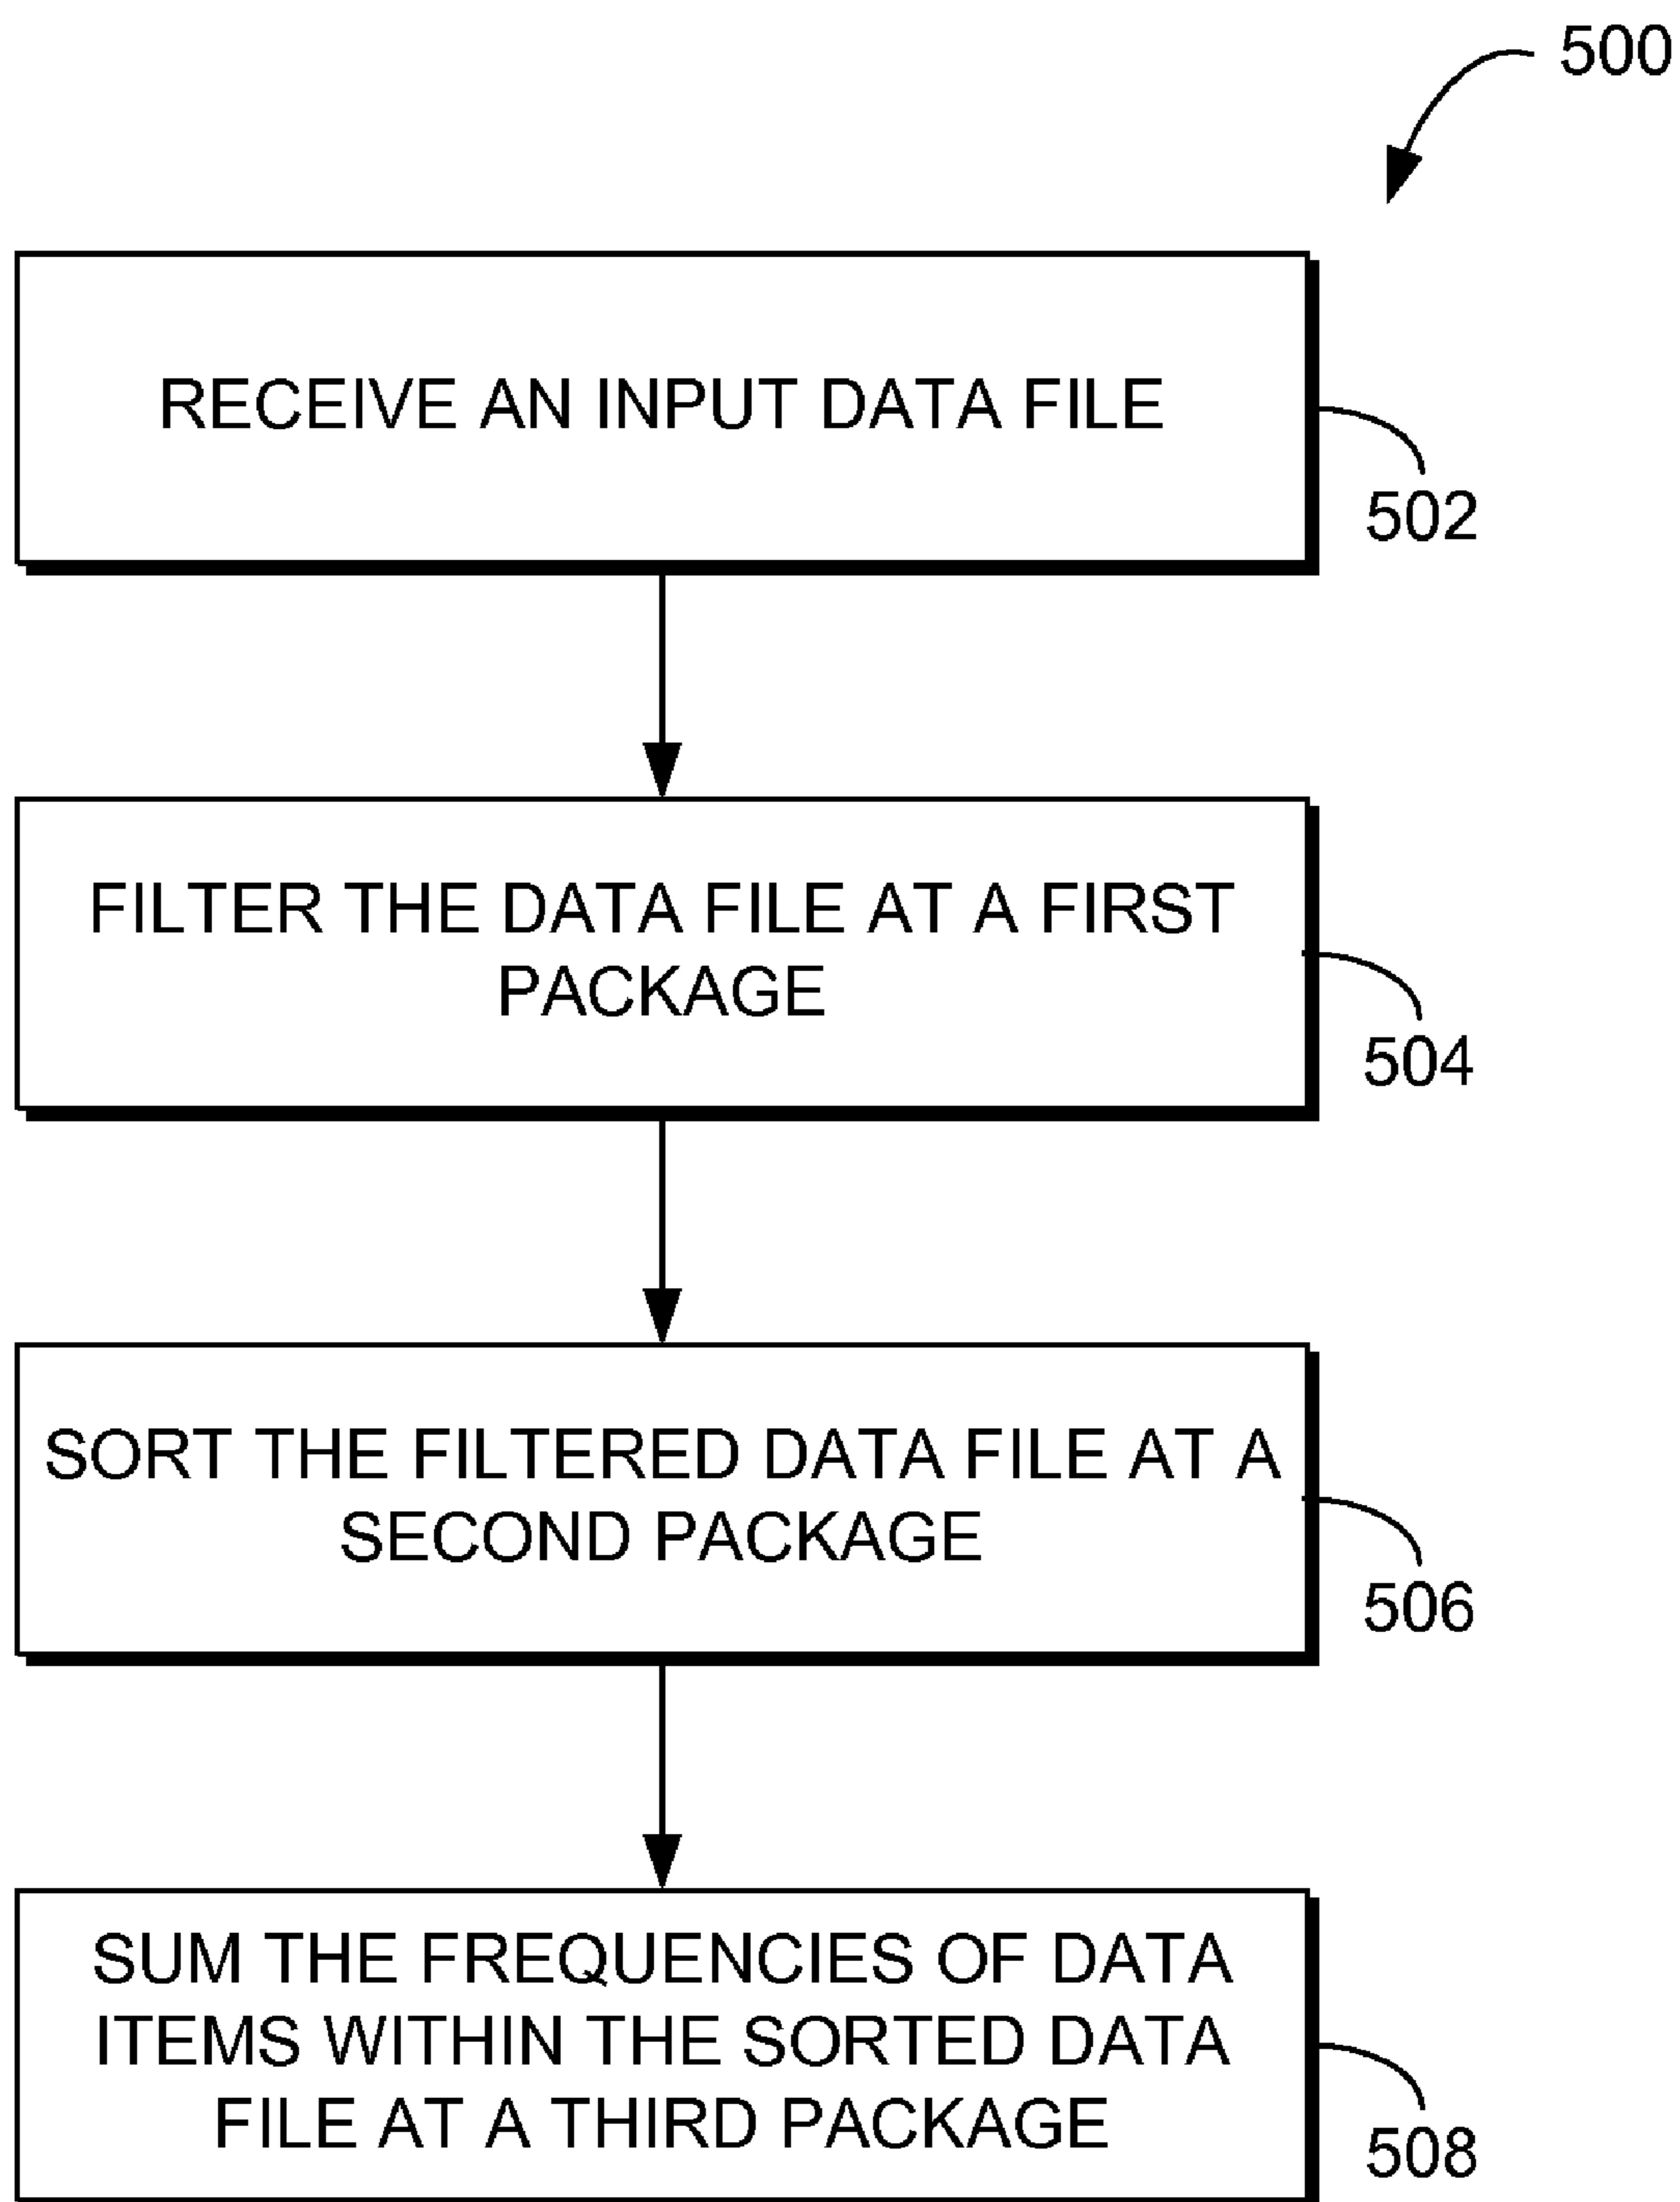 500
RECEIVE AN INPUT DATA FILE
502
FILTER THE DATA FILE AT A FIRST
PACKAGE
504
SORT THE FILTERED DATA FILE AT A
SECOND PACKAGE
506
SUM THE FREQUENCIES OF DATA
ITEMS WITHIN THE SORTED DATA
FILE AT A THIRD PACKAGE
508